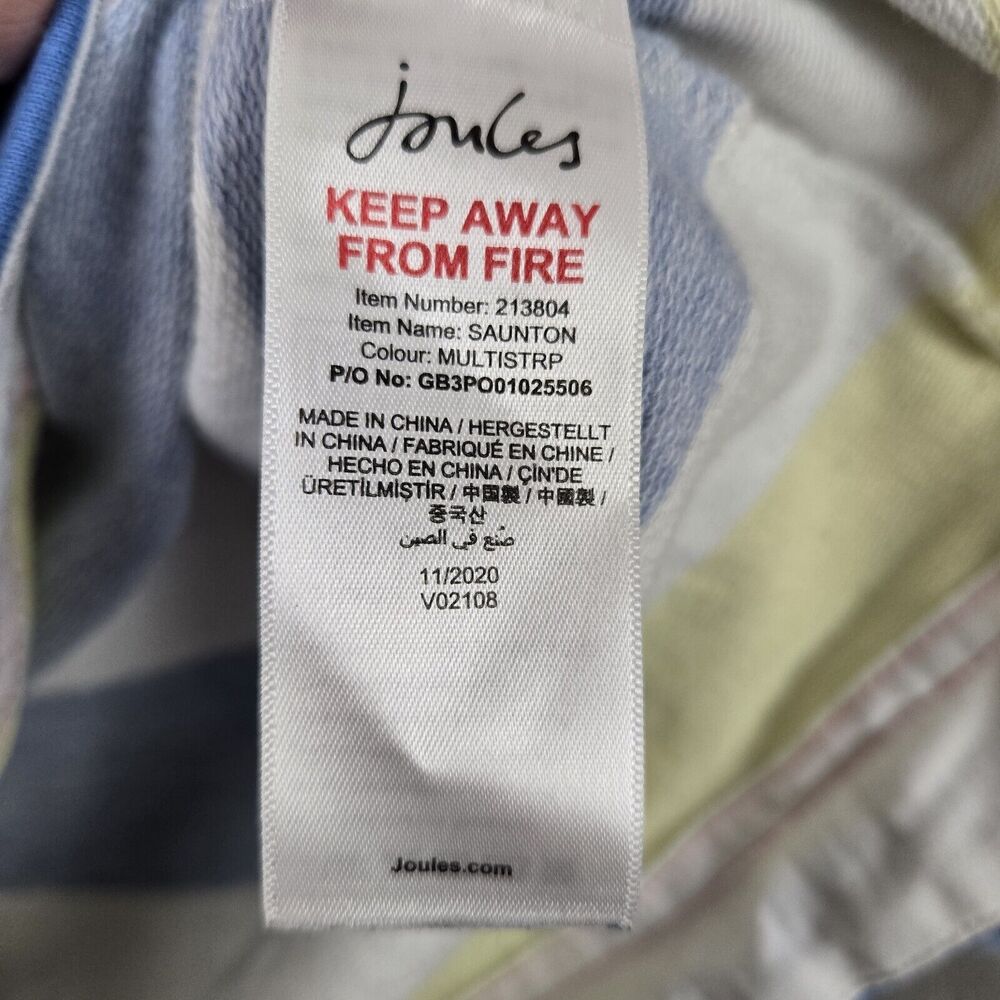 Joules
KEEP AWAY
FROM FIRE
Item Number: 213804
Item Name: SAUNTON
Colour: MULTISTRP
P/O No: GB3PO01025506
MADE IN CHINA / HERGESTELLT
IN CHINA / FABRIQUÉ EN CHINE /
HECHO EN CHINA / ÇİN'DE
ÜRETİLMİŞTİR / 中国製 / 中國製 /
중국산
صُنع في الصين
11/2020
V02108
Joules.com